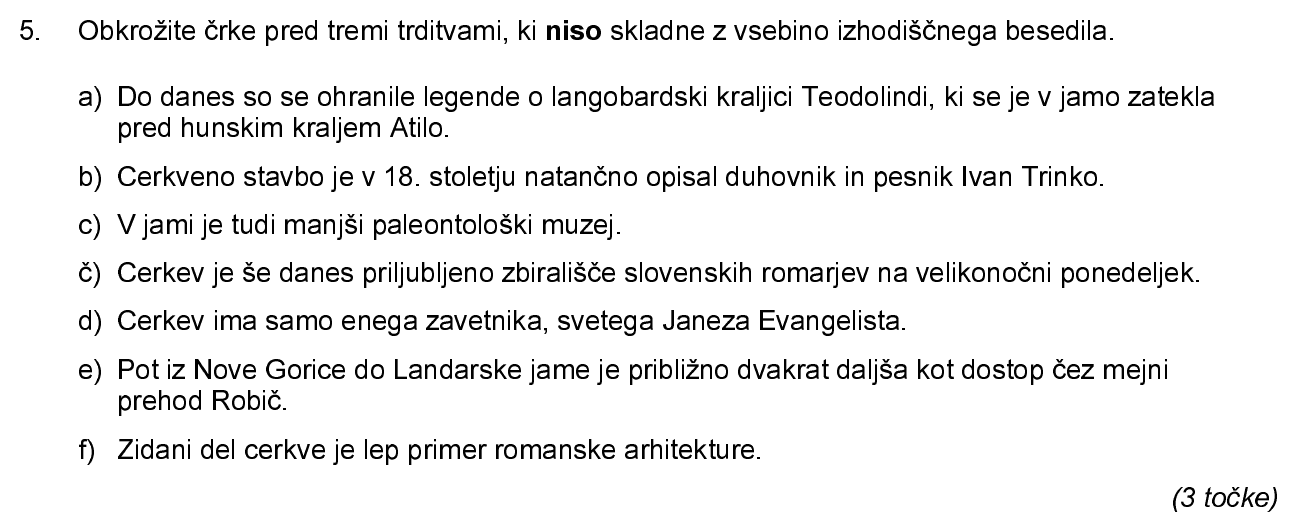 5. Obkrožite črke pred tremi trditvami, ki niso skladne z vsebino izhodiščnega besedila.
a) Do danes so se ohranile legende o langobardski kraljici Teodolindi, ki se je v jamo zatekla
pred hunskim kraljem Atilo.
b) Cerkveno stavbo je v 18. stoletju natančno opisal duhovnik in pesnik Ivan Trinko.
c) V jami je tudi manjši paleontološki muzej.
č) Cerkev je še danes priljubljeno zbirališče slovenskih romarjev na velikonočni ponedeljek.
d) Cerkev ima samo enega zavetnika, svetega Janeza Evangelista.
e) Pot iz Nove Gorice do Landarske jame je približno dvakrat daljša kot dostop čez mejni
prehod Robič.
f) Zidani del cerkve je lep primer romanske arhitekture.
(3 točke)